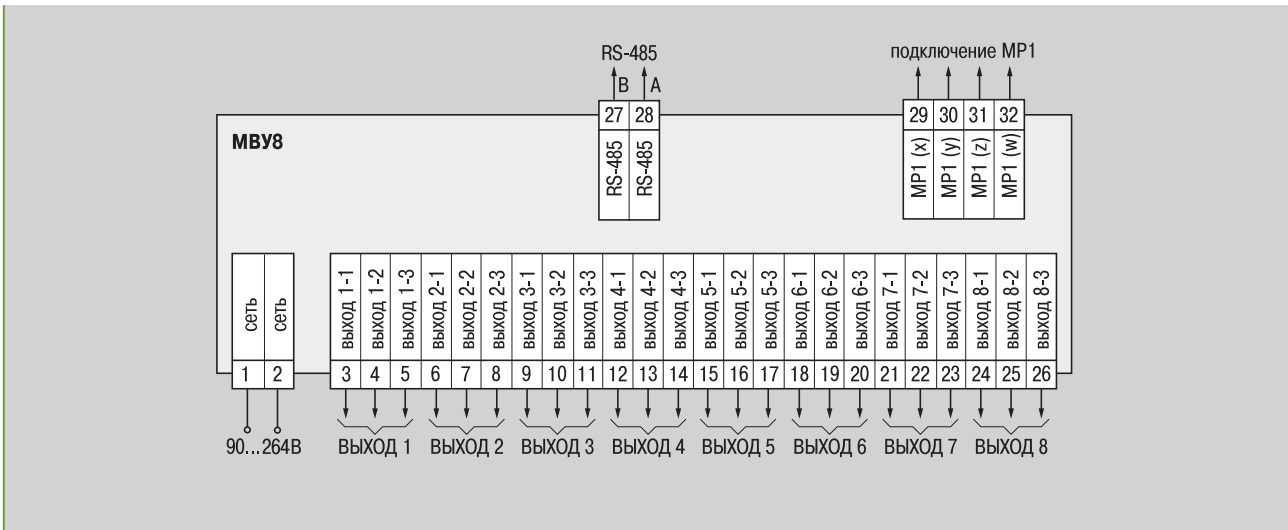 RS-485
подключение МР1
B
A
27
28
29
30
31
32
МВУ8
RS-485
RS-485
МР1 (x)
МР1 (y)
МР1 (z)
МР1 (w)
сеть
сеть
выход 1-1
выход 1-2
выход 1-3
выход 2-1
выход 2-2
выход 2-3
выход 3-1
выход 3-2
выход 3-3
выход 4-1
выход 4-2
выход 4-3
выход 5-1
выход 5-2
выход 5-3
выход 6-1
выход 6-2
выход 6-3
выход 7-1
выход 7-2
выход 7-3
выход 8-1
выход 8-2
выход 8-3
1
2
3
4
5
6
7
8
9
10
11
12
13
14
15
16
17
18
19
20
21
22
23
24
25
26
90...264В
ВЫХОД 1
ВЫХОД 2
ВЫХОД 3
ВЫХОД 4
ВЫХОД 5
ВЫХОД 6
ВЫХОД 7
ВЫХОД 8